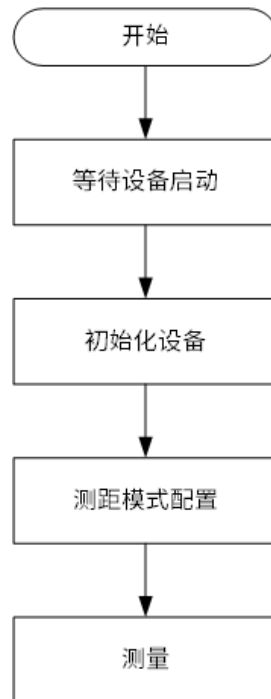 开始
等待设备启动
初始化设备
测距模式配置
测量